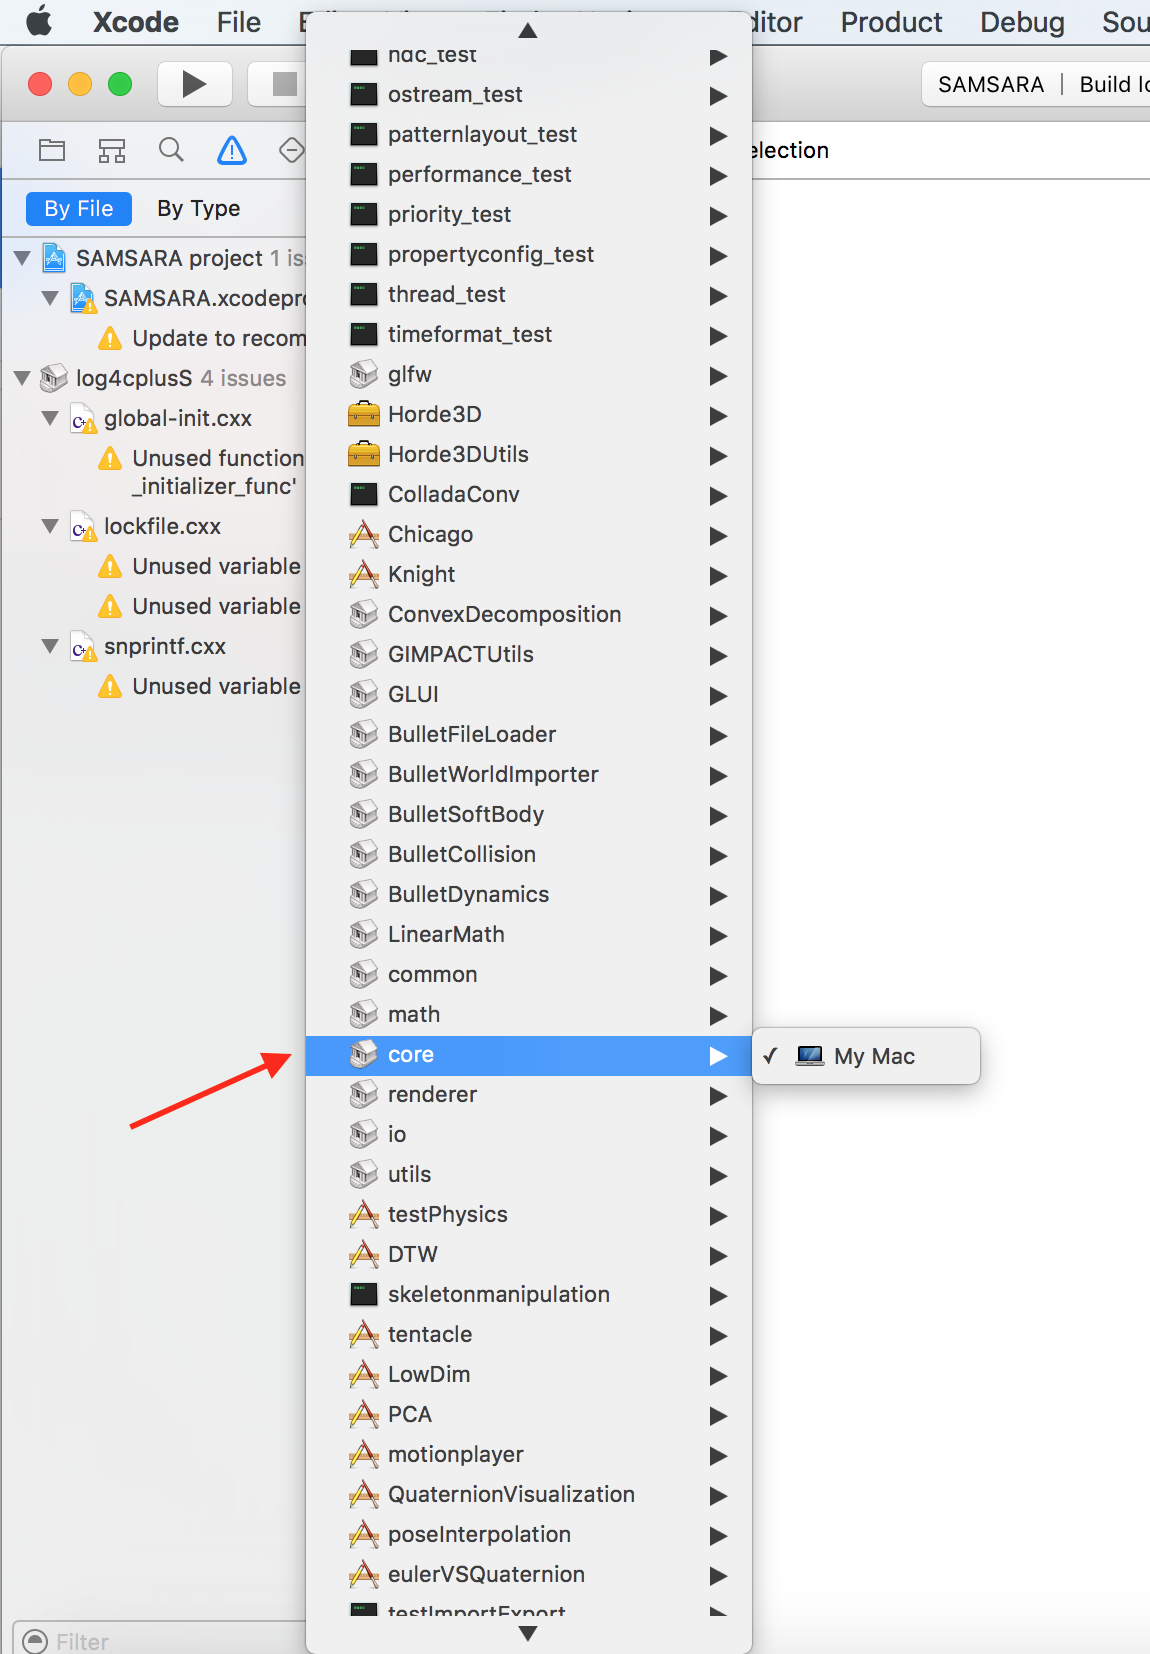 Xcode File
Product Debug
SAMSARA | Build
By File By Type
SAMSARA project 1 is
SAMSARA.xcodepro
Update to recom
log4cplusS 4 issues
global-init.cxx
Unused function
_initializer_func'
lockfile.cxx
Unused variable
Unused variable
snprintf.cxx
Unused variable
Filter
ndc_test
ostream_test
patternlayout_test
performance_test
priority_test
propertyconfig_test
thread_test
timeformat_test
glfw
Horde3D
Horde3DUtils
ColladaConv
Chicago
Knight
ConvexDecomposition
GIMPACTUtils
GLUI
BulletFileLoader
BulletWorldImporter
BulletSoftBody
BulletCollision
BulletDynamics
LinearMath
common
math
core
renderer
io
utils
testPhysics
DTW
skeletonmanipulation
tentacle
LowDim
PCA
motionplayer
QuaternionVisualization
poseInterpolation
eulerVSQuaternion
testImportExport
My Mac
election